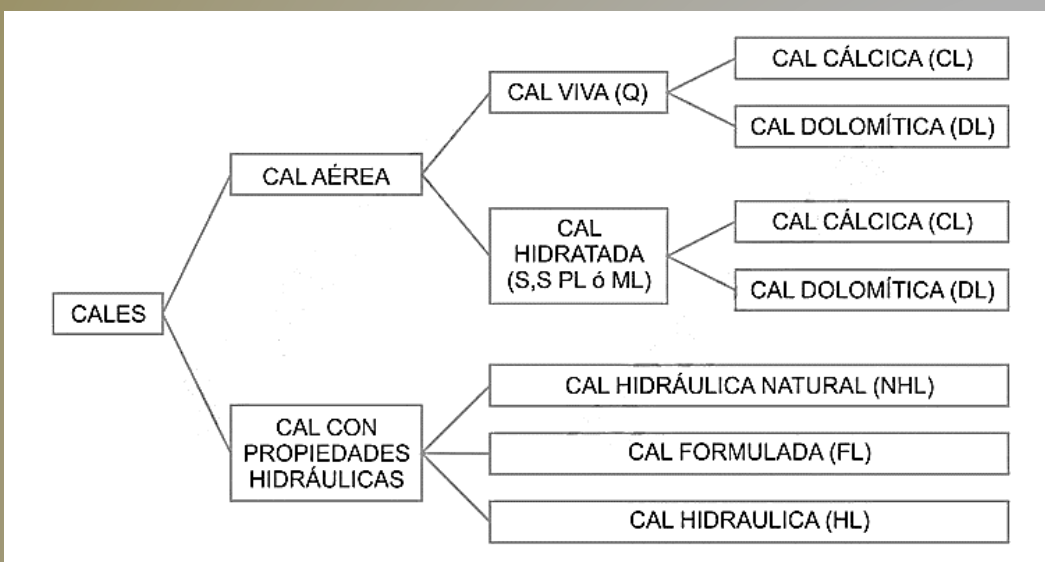 CALES
CAL AÉREA
CAL VIVA (Q)
CAL CÁLCICA (CL)
CAL DOLOMÍTICA (DL)
CAL
HIDRATADA
(S,S PL ó ML)
CAL CÁLCICA (CL)
CAL DOLOMÍTICA (DL)
CAL CON
PROPIEDADES
HIDRÁULICAS
CAL HIDRÁULICA NATURAL (NHL)
CAL FORMULADA (FL)
CAL HIDRAULICA (HL)